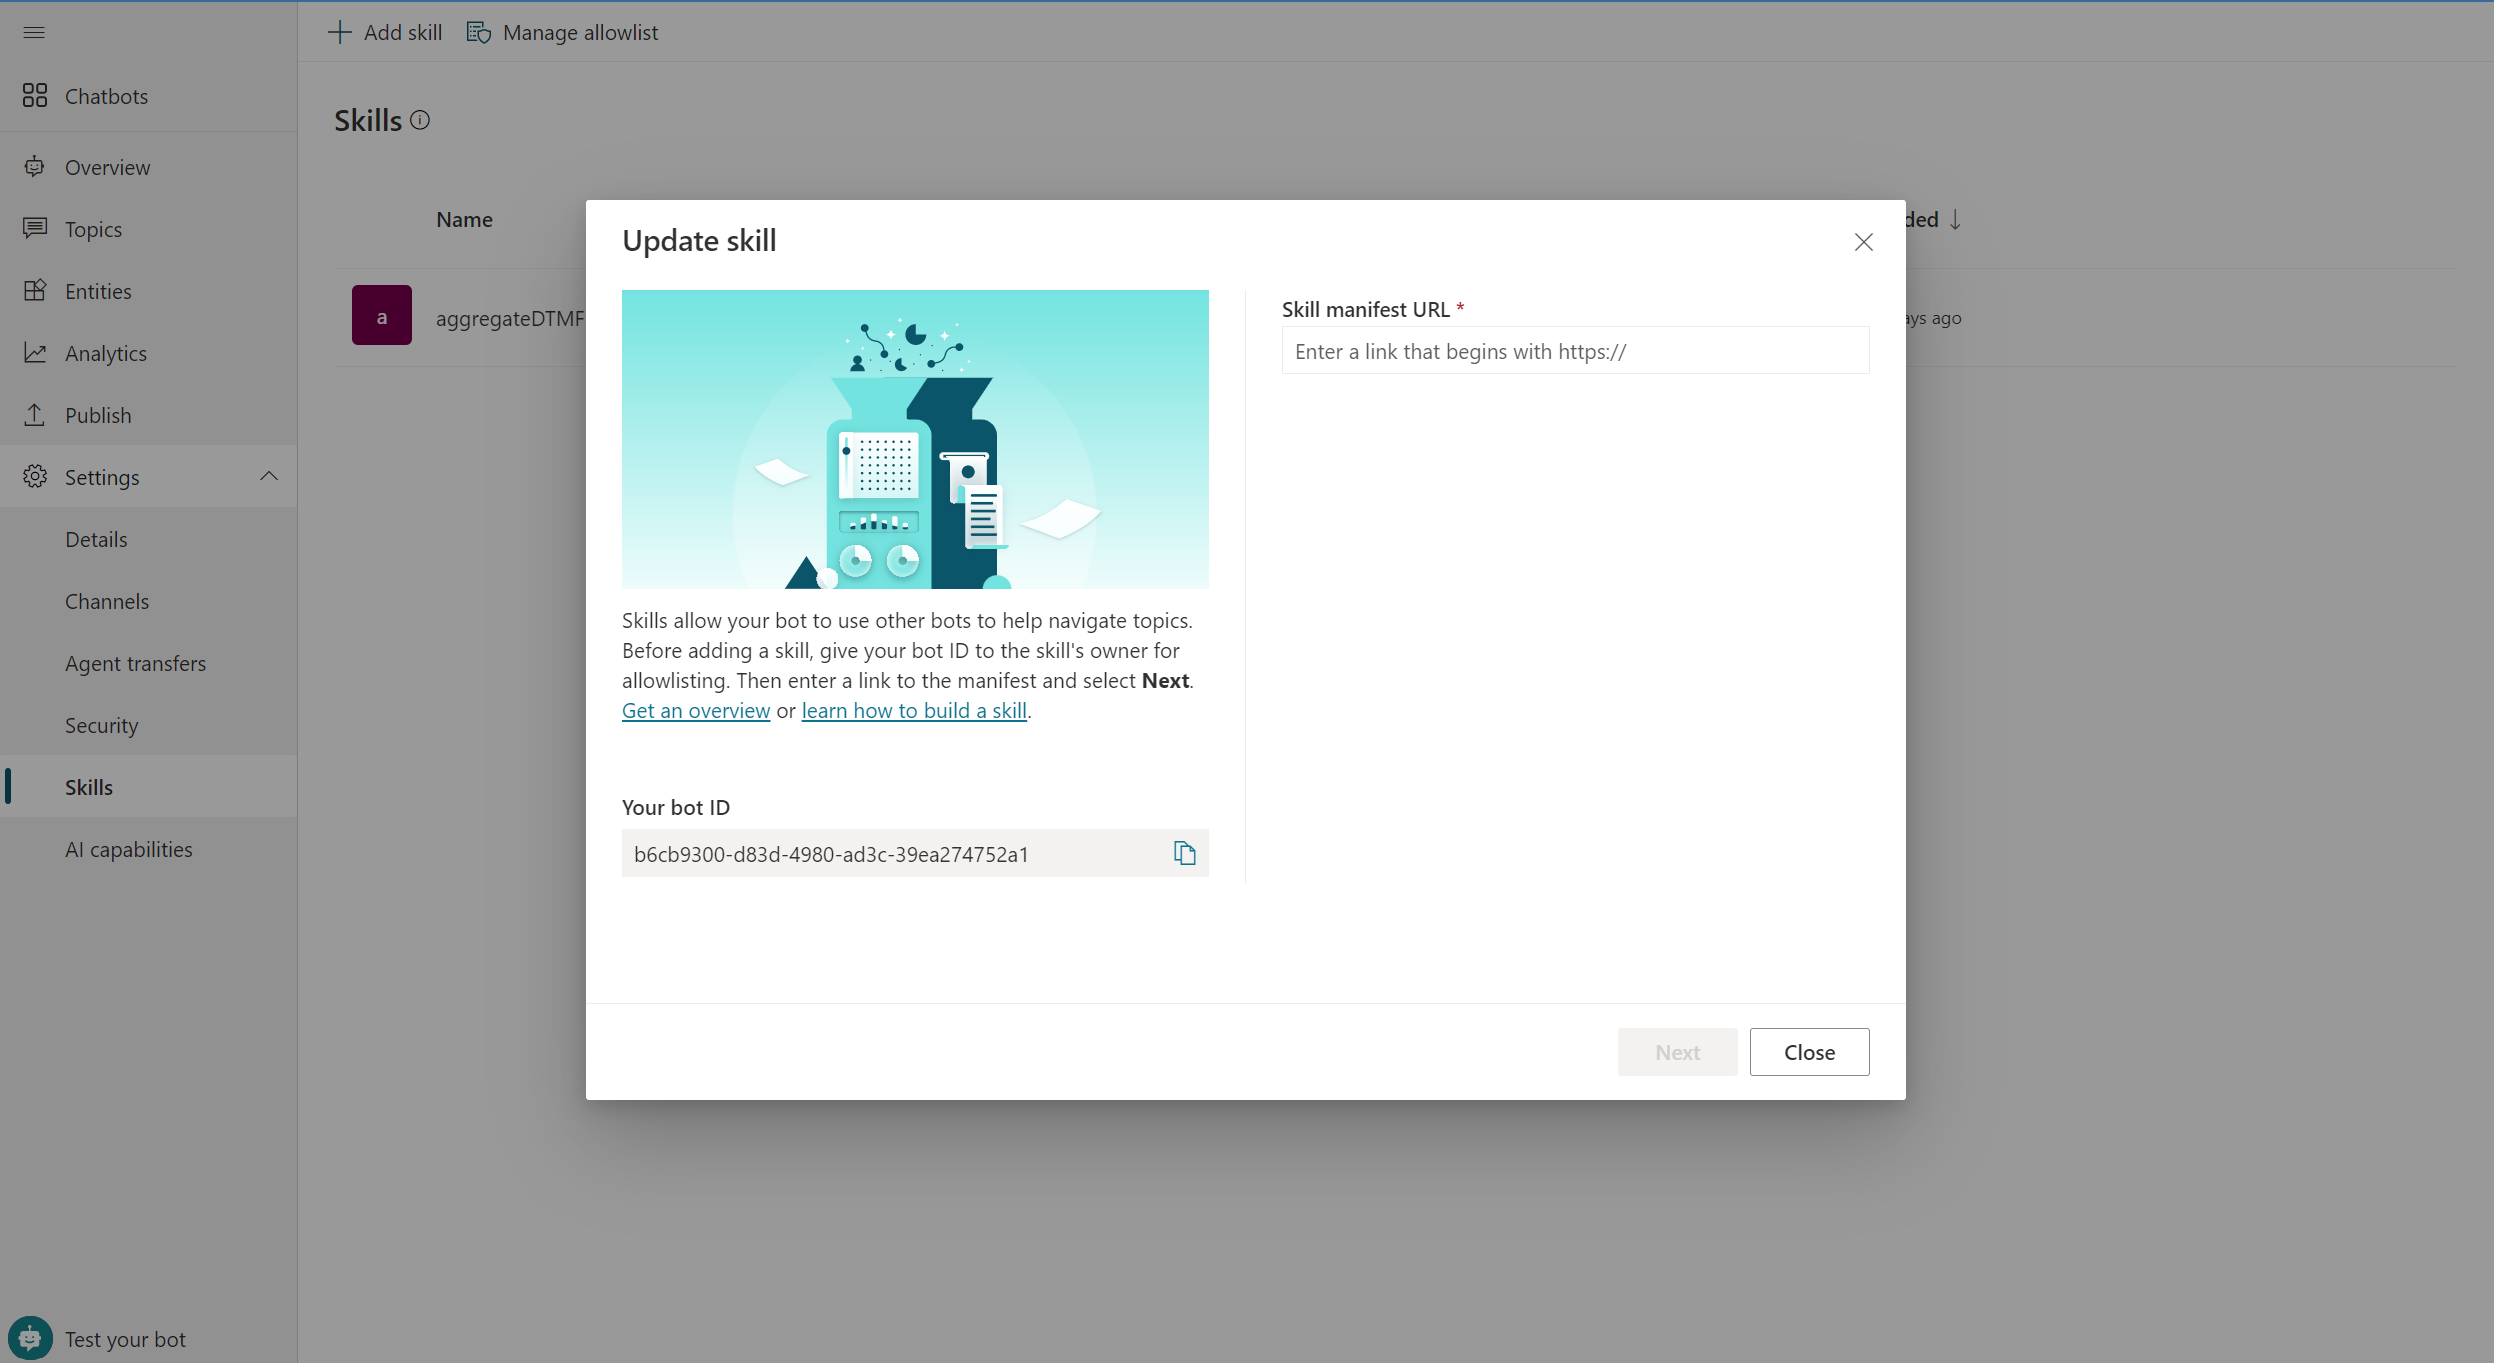 Add skill
Manage allowlist
Chatbots
Skills
Overview
Topics
Entities
Analytics
Publish
Settings
Details
Channels
Agent transfers
Security
Skills
AI capabilities
Test your bot
Name
ded
a
aggregateDTMF
ays ago
Update skill
Skills allow your bot to use other bots to help navigate topics.
Before adding a skill, give your bot ID to the skill's owner for
allowlisting. Then enter a link to the manifest and select Next.
Get an overview or learn how to build a skill.
Your bot ID
b6cb9300-d83d-4980-ad3c-39ea274752a1
Skill manifest URL *
Enter a link that begins with https://
Next
Close